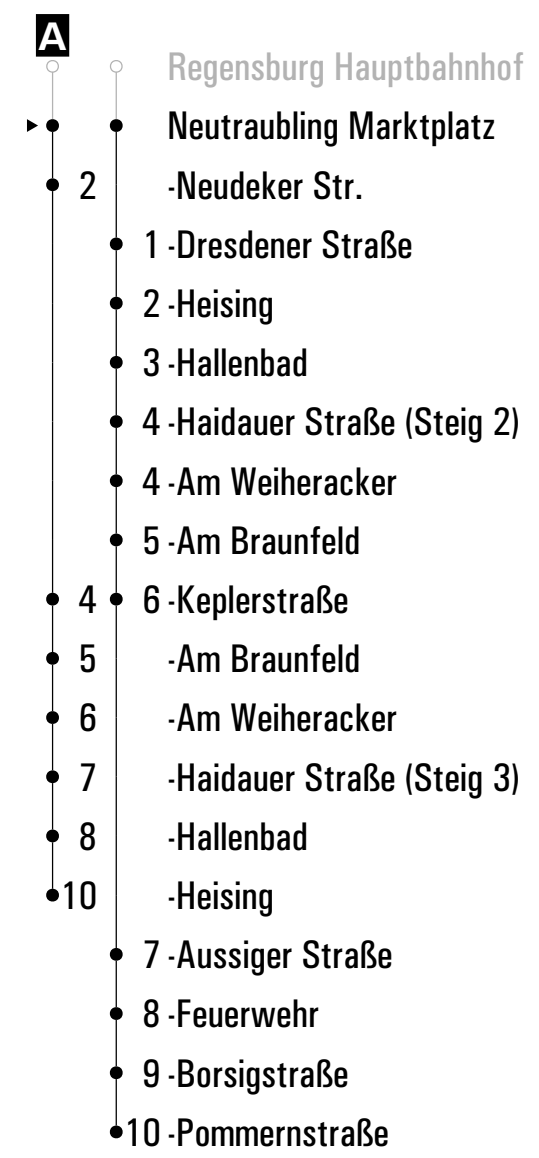 A
Regensburg Hauptbahnhof
Neutraubling Marktplatz
2 -Neudeker Str.
1 -Dresdener Straße
2 -Heising
3 -Hallenbad
4 -Haidauer Straße (Steig 2)
4 -Am Weiheracker
5 -Am Braunfeld
4 6 -Keplerstraße
5 -Am Braunfeld
6 -Am Weiheracker
7 -Haidauer Straße (Steig 3)
8 -Hallenbad
10 -Heising
7 -Aussiger Straße
8 -Feuerwehr
9 -Borsigstraße
10 -Pommernstraße